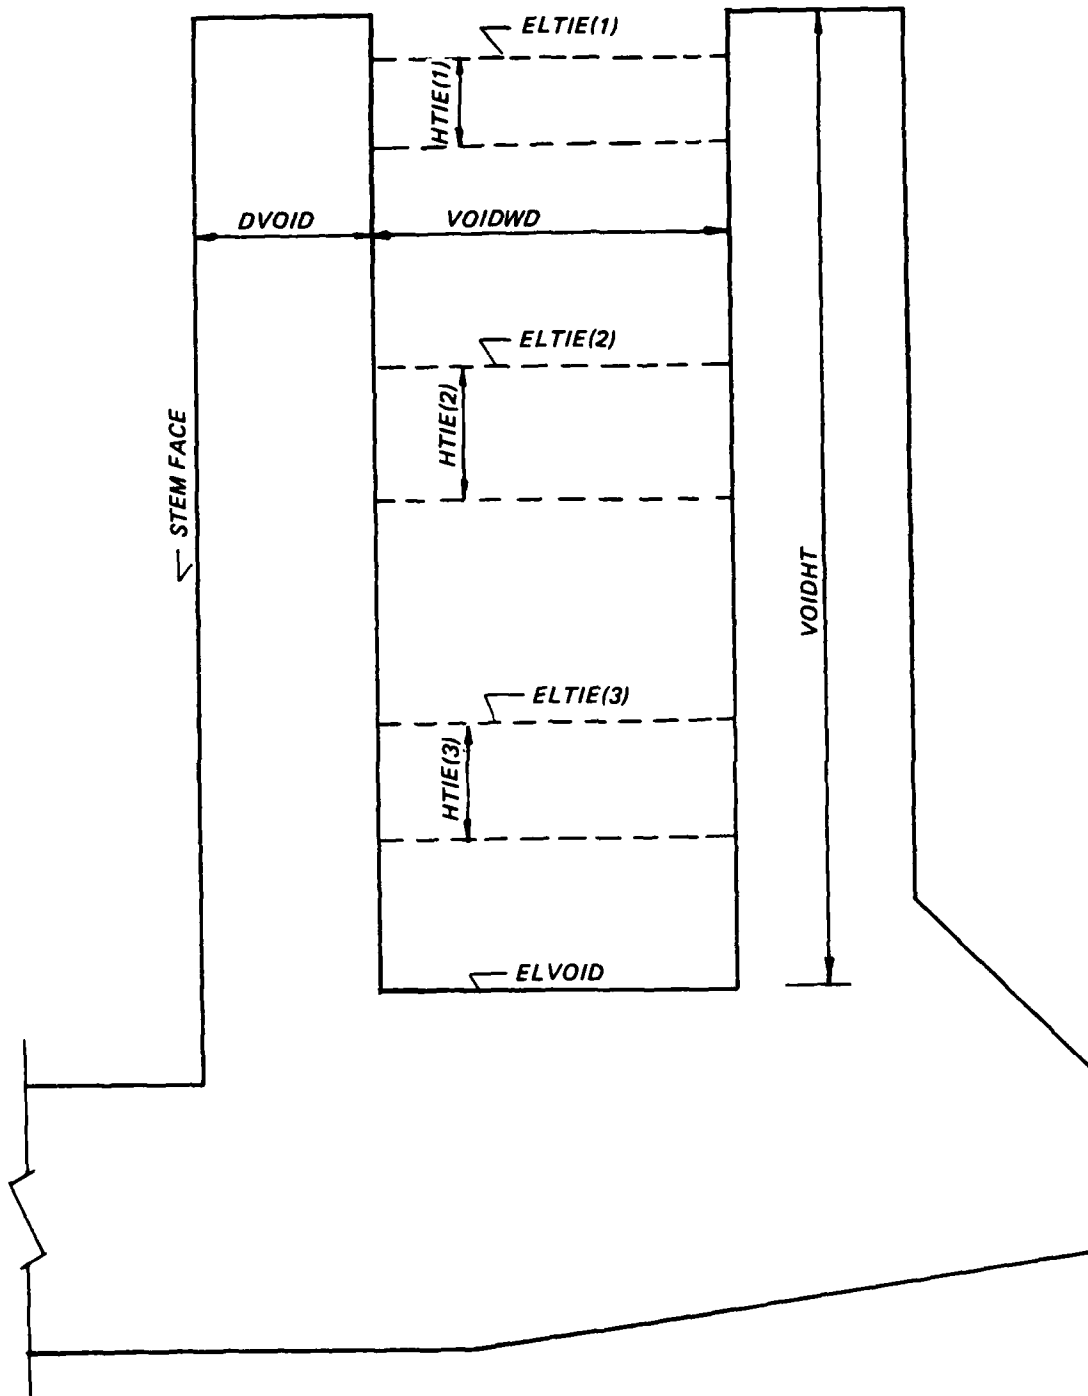 ELTIE(1)
HTIE(1)
DVOID
VOIDWD
ELTIE(2)
HTIE(2)
STEM FACE
VOIDHT
ELTIE(3)
HTIE(3)
ELVOID